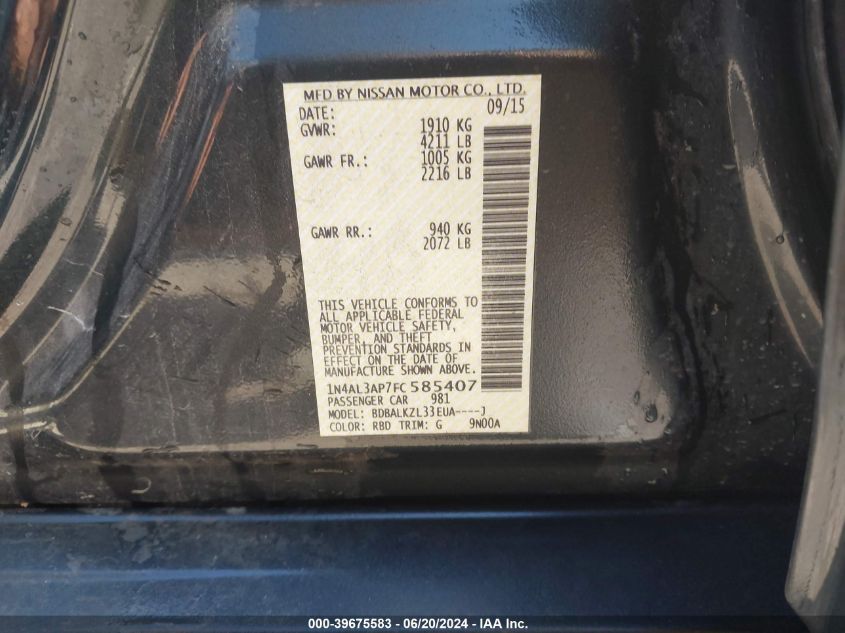 MFD BY NISSAN MOTOR CO., LTD.
DATE: 09/15
GVWR: 1910 KG
4211 LB
GAWR FR.: 1005 KG
2216 LB
GAWR RR.: 940 KG
2072 LB
THIS VEHICLE CONFORMS TO
ALL APPLICABLE FEDERAL
MOTOR VEHICLE SAFETY,
BUMPER, AND THEFT
PREVENTION STANDARDS IN
EFFECT ON THE DATE OF
MANUFACTURE SHOWN ABOVE.
1N4AL3AP7FC585407
PASSENGER CAR 981
MODEL: BDBALKZL33EUA----J
COLOR: RBD TRIM: G 9N00A
000-39675583 - 06/20/2024 - IAA Inc.